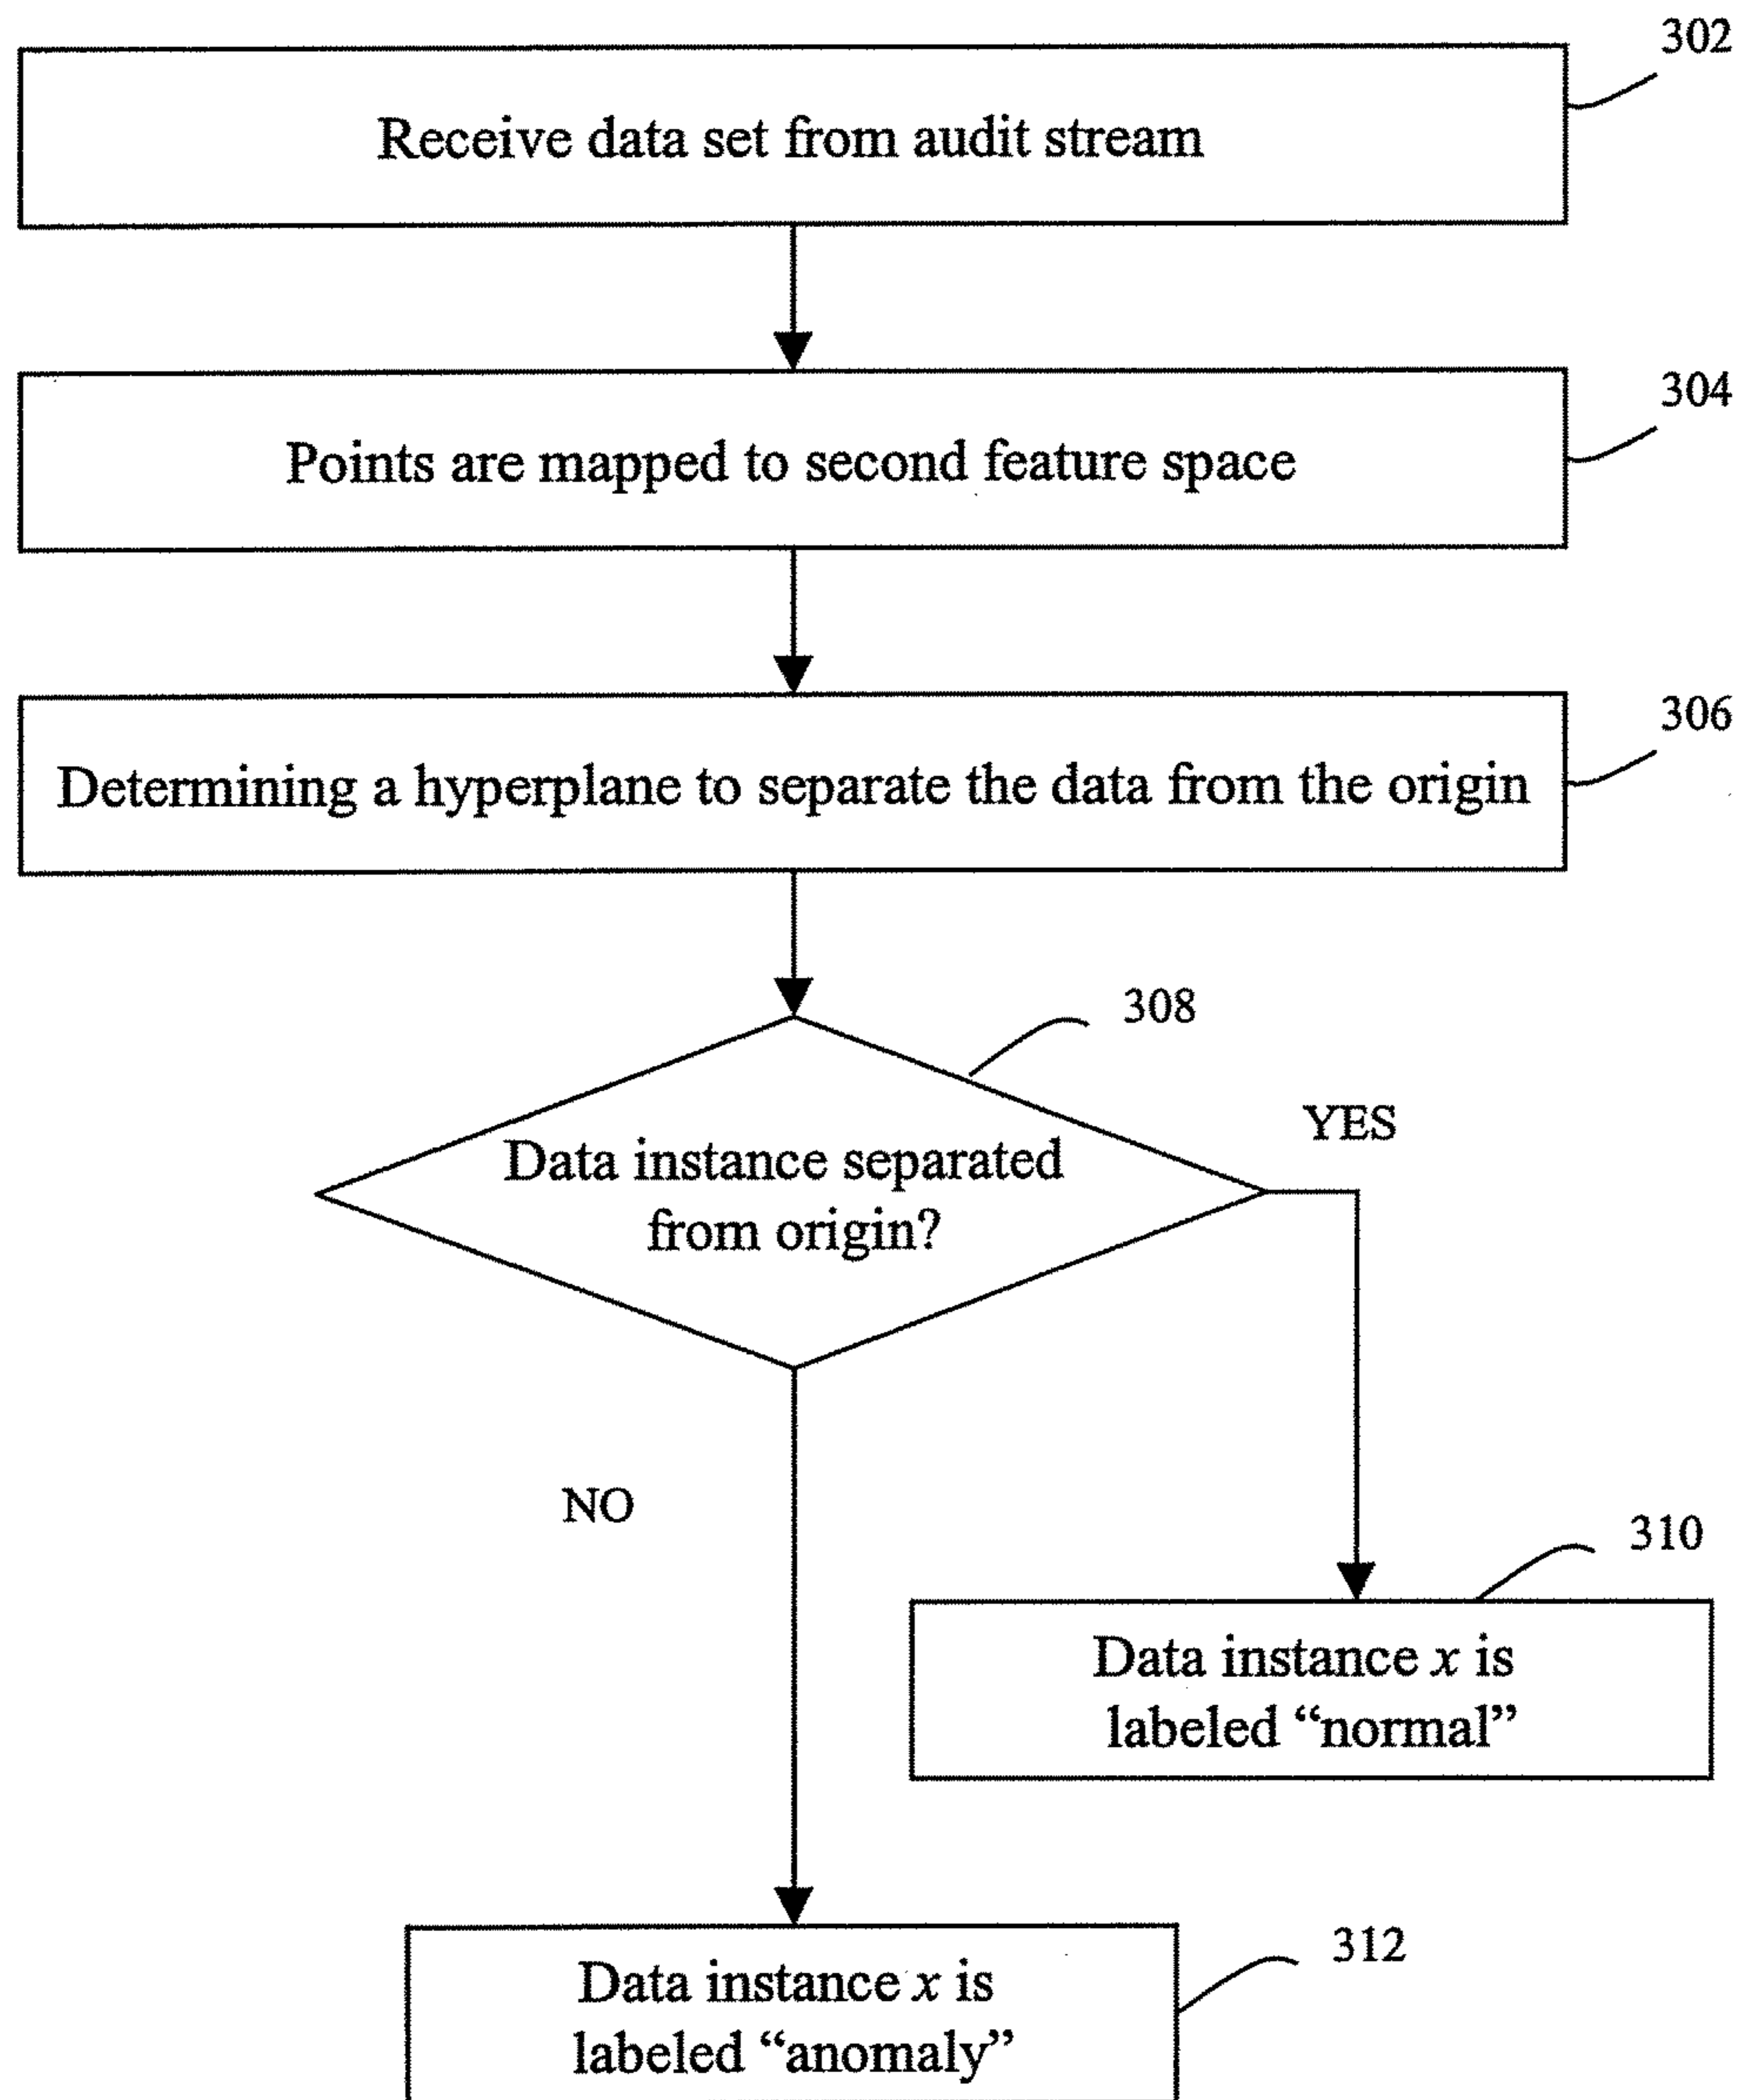 302
Receive data set from audit stream
304
Points are mapped to second feature space
306
Determining a hyperplane to separate the data from the origin
308
YES
Data instance separated
from origin?
NO
310
Data instance x is
labeled “normal”
312
Data instance x is
labeled “anomaly”